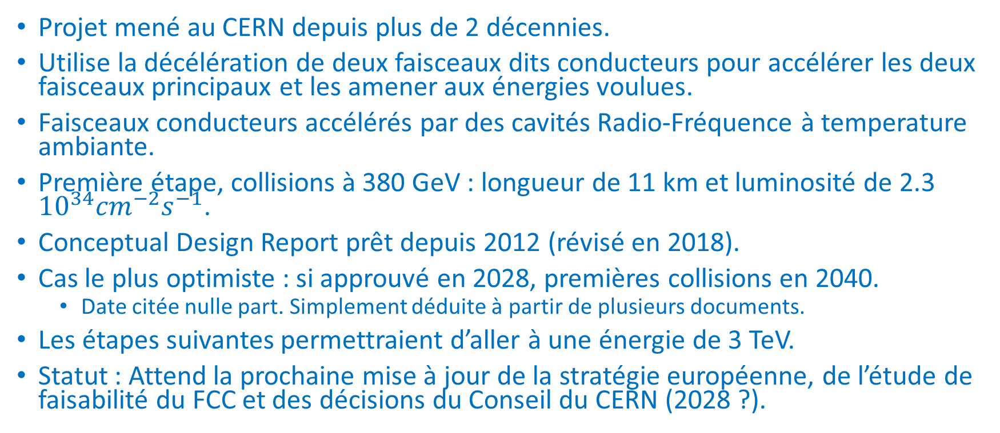 • Projet mené au CERN depuis plus de 2 décennies.
• Utilise la décélération de deux faisceaux dits conducteurs pour accélérer les deux
faisceaux principaux et les amener aux énergies voulues.
• Faisceaux conducteurs accélérés par des cavités Radio-Fréquence à temperature
ambiante.
• Première étape, collisions à 380 GeV : longueur de 11 km et luminosité de 2.3
10³⁴cm⁻²s⁻¹.
• Conceptual Design Report prêt depuis 2012 (révisé en 2018).
• Cas le plus optimiste : si approuvé en 2028, premières collisions en 2040.
• Date citée nulle part. Simplement déduite à partir de plusieurs documents.
• Les étapes suivantes permettraient d’aller à une énergie de 3 TeV.
• Statut : Attend la prochaine mise à jour de la stratégie européenne, de l’étude de
faisabilité du FCC et des décisions du Conseil du CERN (2028 ?).